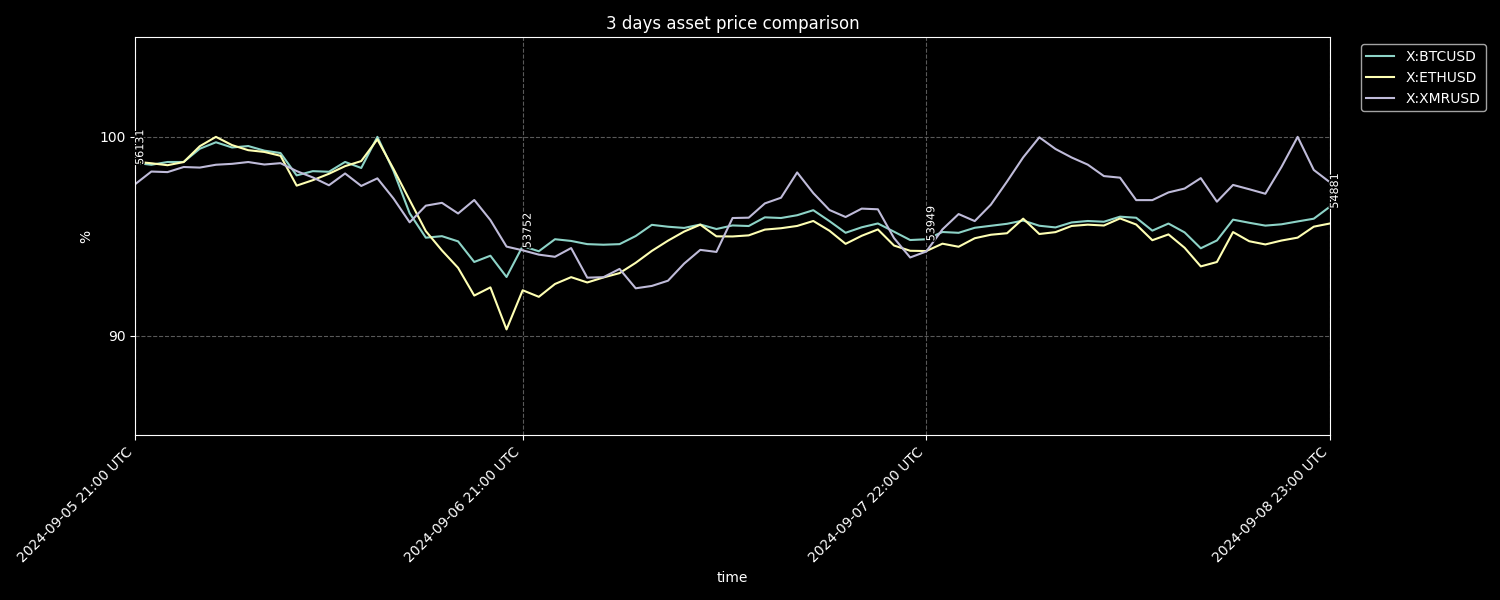 3 days asset price comparison
X:BTCUSD
X:ETHUSD
X:XMRUSD
100
90
%
56131
53752
53949
54881
2024-09-05 21:00 UTC
2024-09-06 21:00 UTC
2024-09-07 22:00 UTC
2024-09-08 23:00 UTC
time